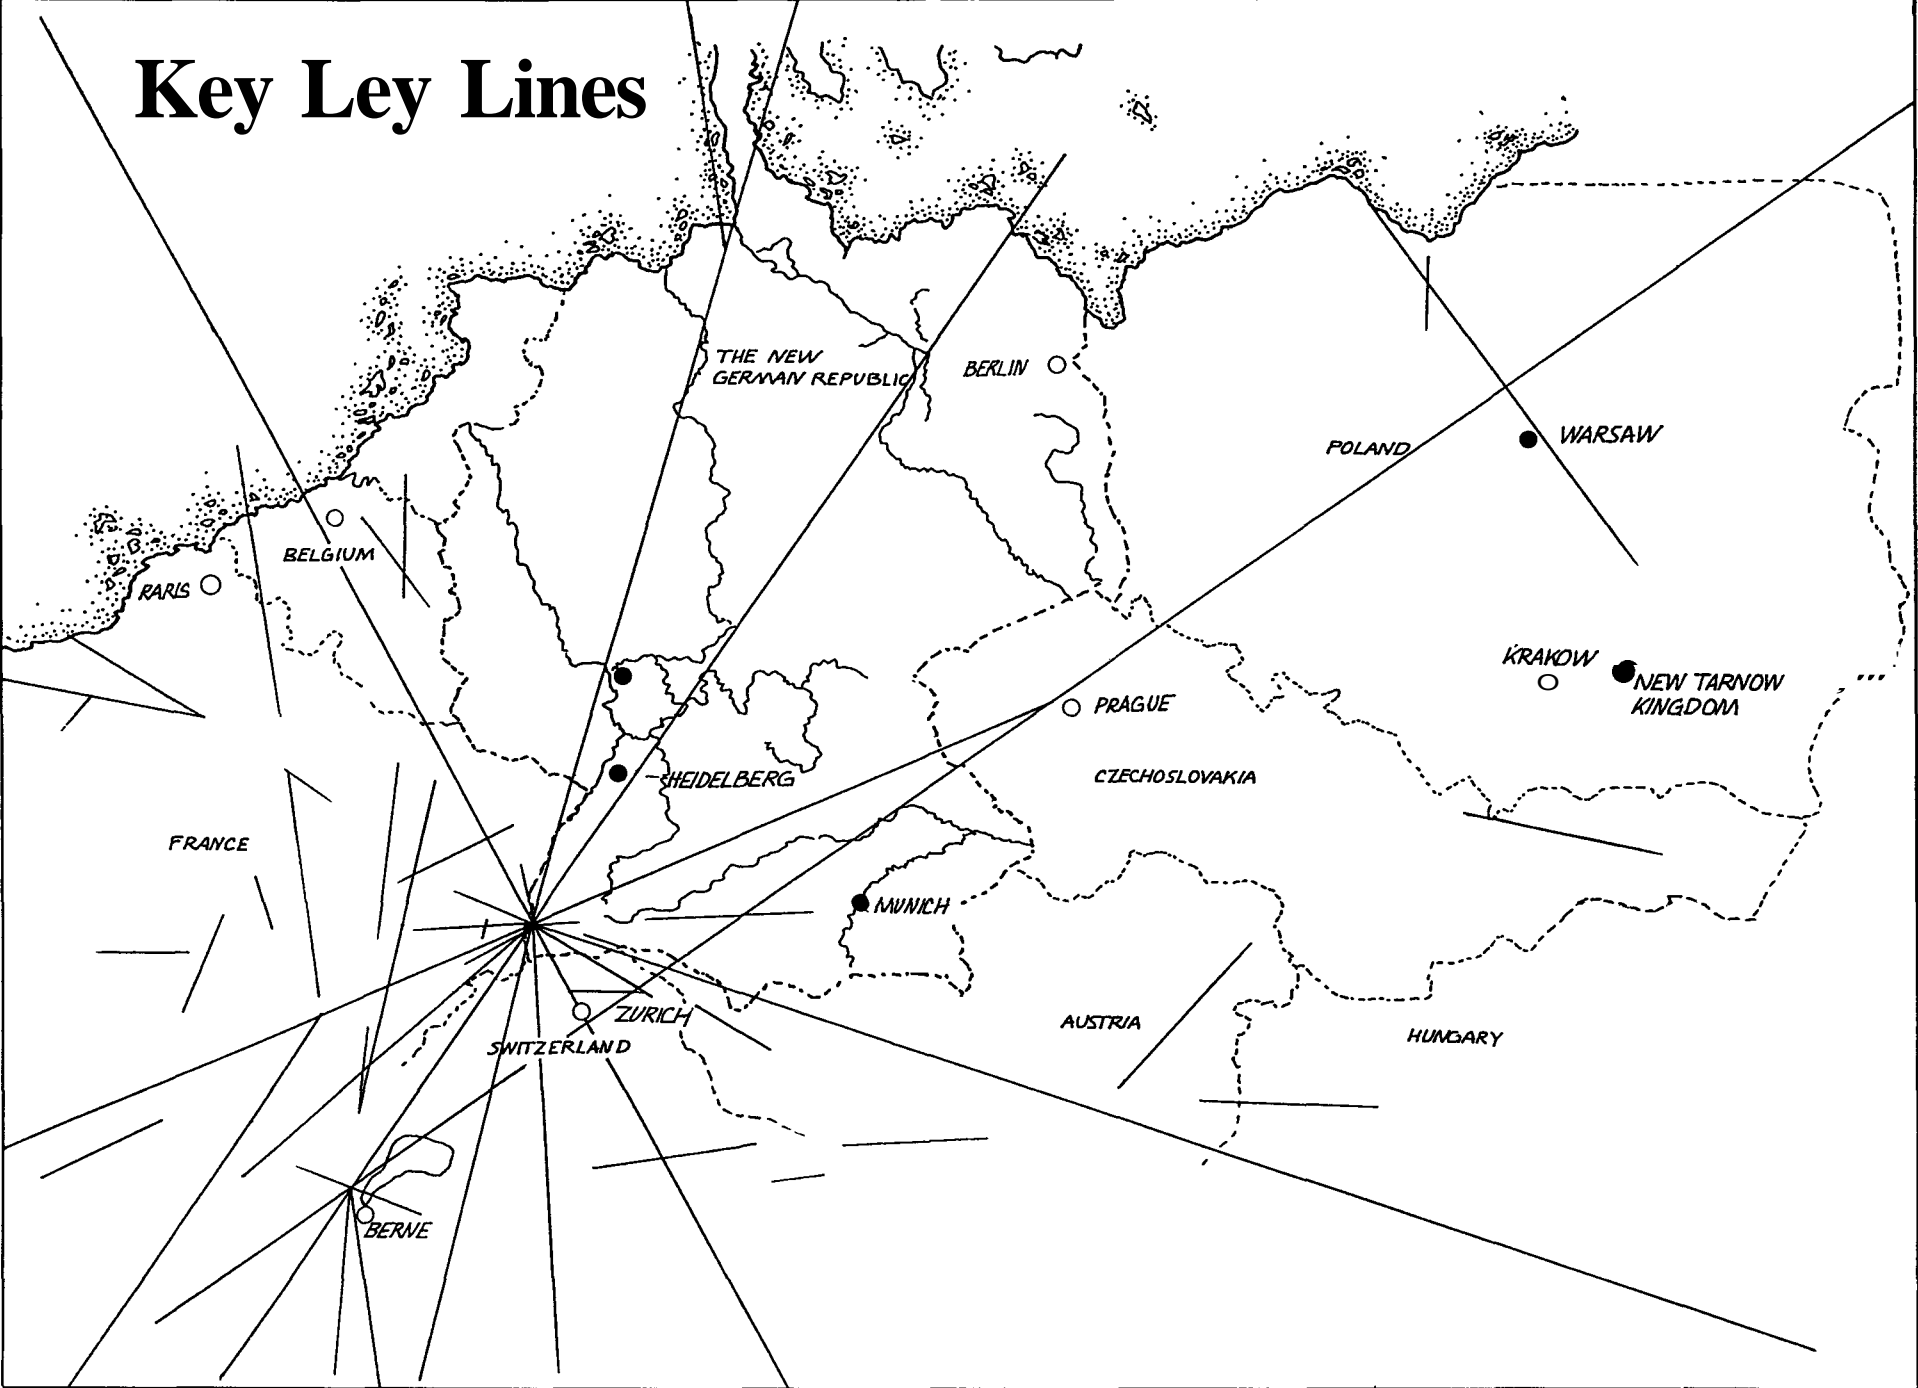 Key Ley Lines
THE NEW
GERMAN REPUBLIC
BERLIN
POLAND
WARSAW
BELGIUM
PARIS
KRAKOW
NEW TARNOW
KINGDOM
PRAGUE
CZECHOSLOVAKIA
HEIDELBERG
FRANCE
MUNICH
ZURICH
SWITZERLAND
AUSTRIA
HUNGARY
BERNE